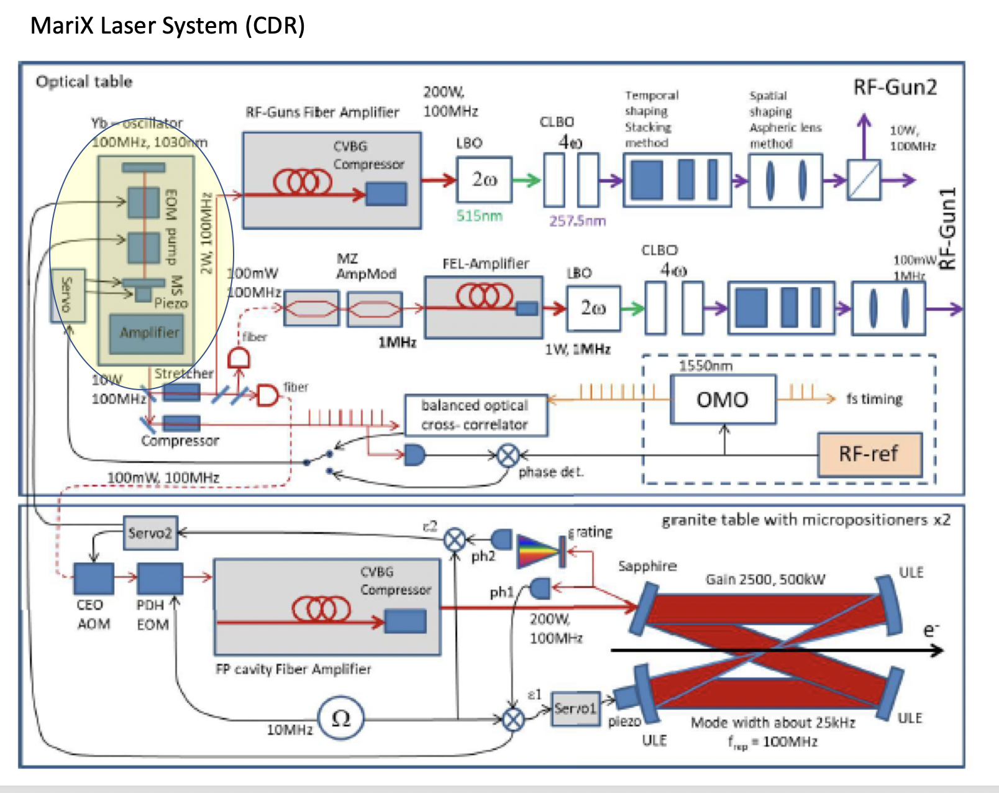 MariX Laser System (CDR)
Optical table
Yb – oscillator
100MHz, 1030nm
EOM
pump
MS
Piezo
Servo
Amplifier
2W, 100MHz
RF-Guns Fiber Amplifier
CVBG
Compressor
200W,
100MHz
LBO
2ω
515nm
CLBO
4ω
257.5nm
Temporal
shaping
Stacking
method
Spatial
shaping
Aspheric lens
method
RF-Gun2
10W,
100MHz
RF-Gun1
100mW
100MHz
MZ
AmpMod
1MHz
FEL-Amplifier
LBO
2ω
1W, 1MHz
CLBO
4ω
100mW,
1MHz
fiber
10W
100MHz
Stretcher
fiber
Compressor
100mW, 100MHz
balanced optical
cross- correlator
phase det.
1550nm
OMO
fs timing
RF-ref
granite table with micropositioners x2
Servo2
ε2
ph2
grating
CEO
AOM
PDH
EOM
CVBG
Compressor
FP cavity Fiber Amplifier
ph1
200W,
100MHz
Sapphire
Gain 2500, 500kW
ULE
e-
10MHz
Ω
ε1
Servo1
piezo
ULE
Mode width about 25kHz
frep = 100MHz
ULE